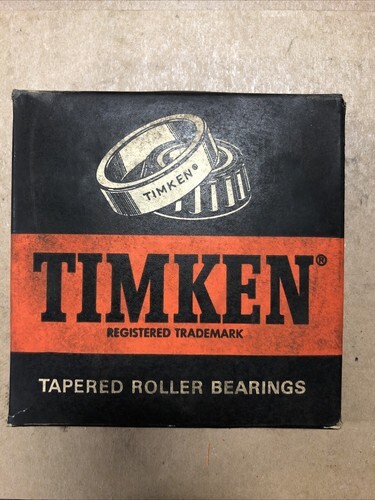 TIMKEN®
TIMKEN®
REGISTERED TRADEMARK
TAPERED ROLLER BEARINGS